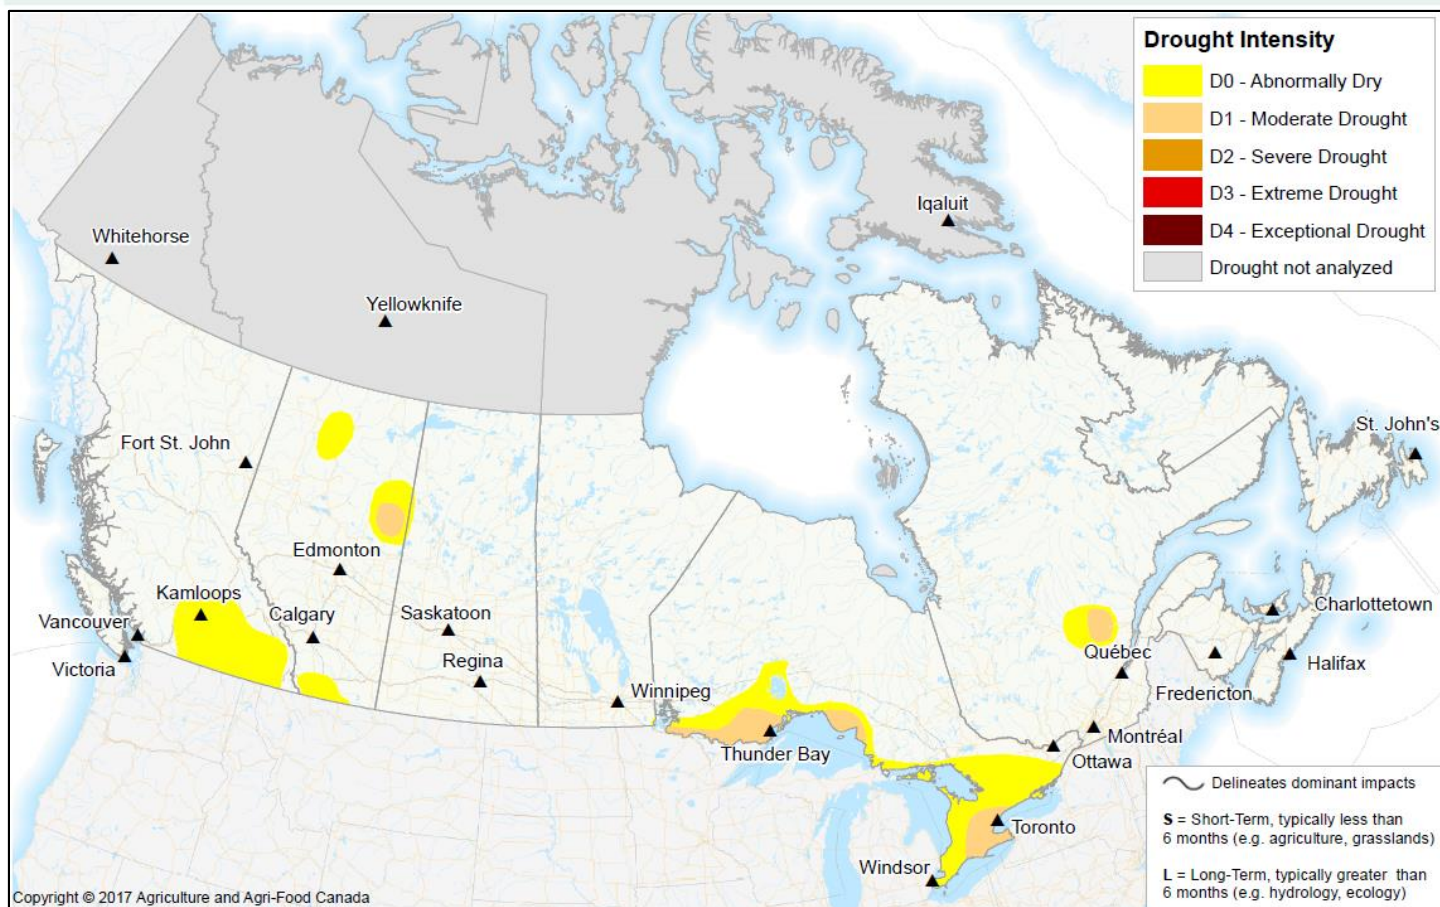 Drought Intensity
D0 - Abnormally Dry
D1 - Moderate Drought
D2 - Severe Drought
D3 - Extreme Drought
D4 - Exceptional Drought
Drought not analyzed
Iqaluit
Whitehorse
Yellowknife
Fort St. John
St. John's
Edmonton
Kamloops
Calgary
Saskatoon
Vancouver
Charlottetown
Victoria
Regina
Québec
Halifax
Winnipeg
Fredericton
Thunder Bay
Montréal
Ottawa
Toronto
Windsor
Delineates dominant impacts
S = Short-Term, typically less than
6 months (e.g. agriculture, grasslands)
L = Long-Term, typically greater than
6 months (e.g. hydrology, ecology)
Copyright © 2017 Agriculture and Agri-Food Canada